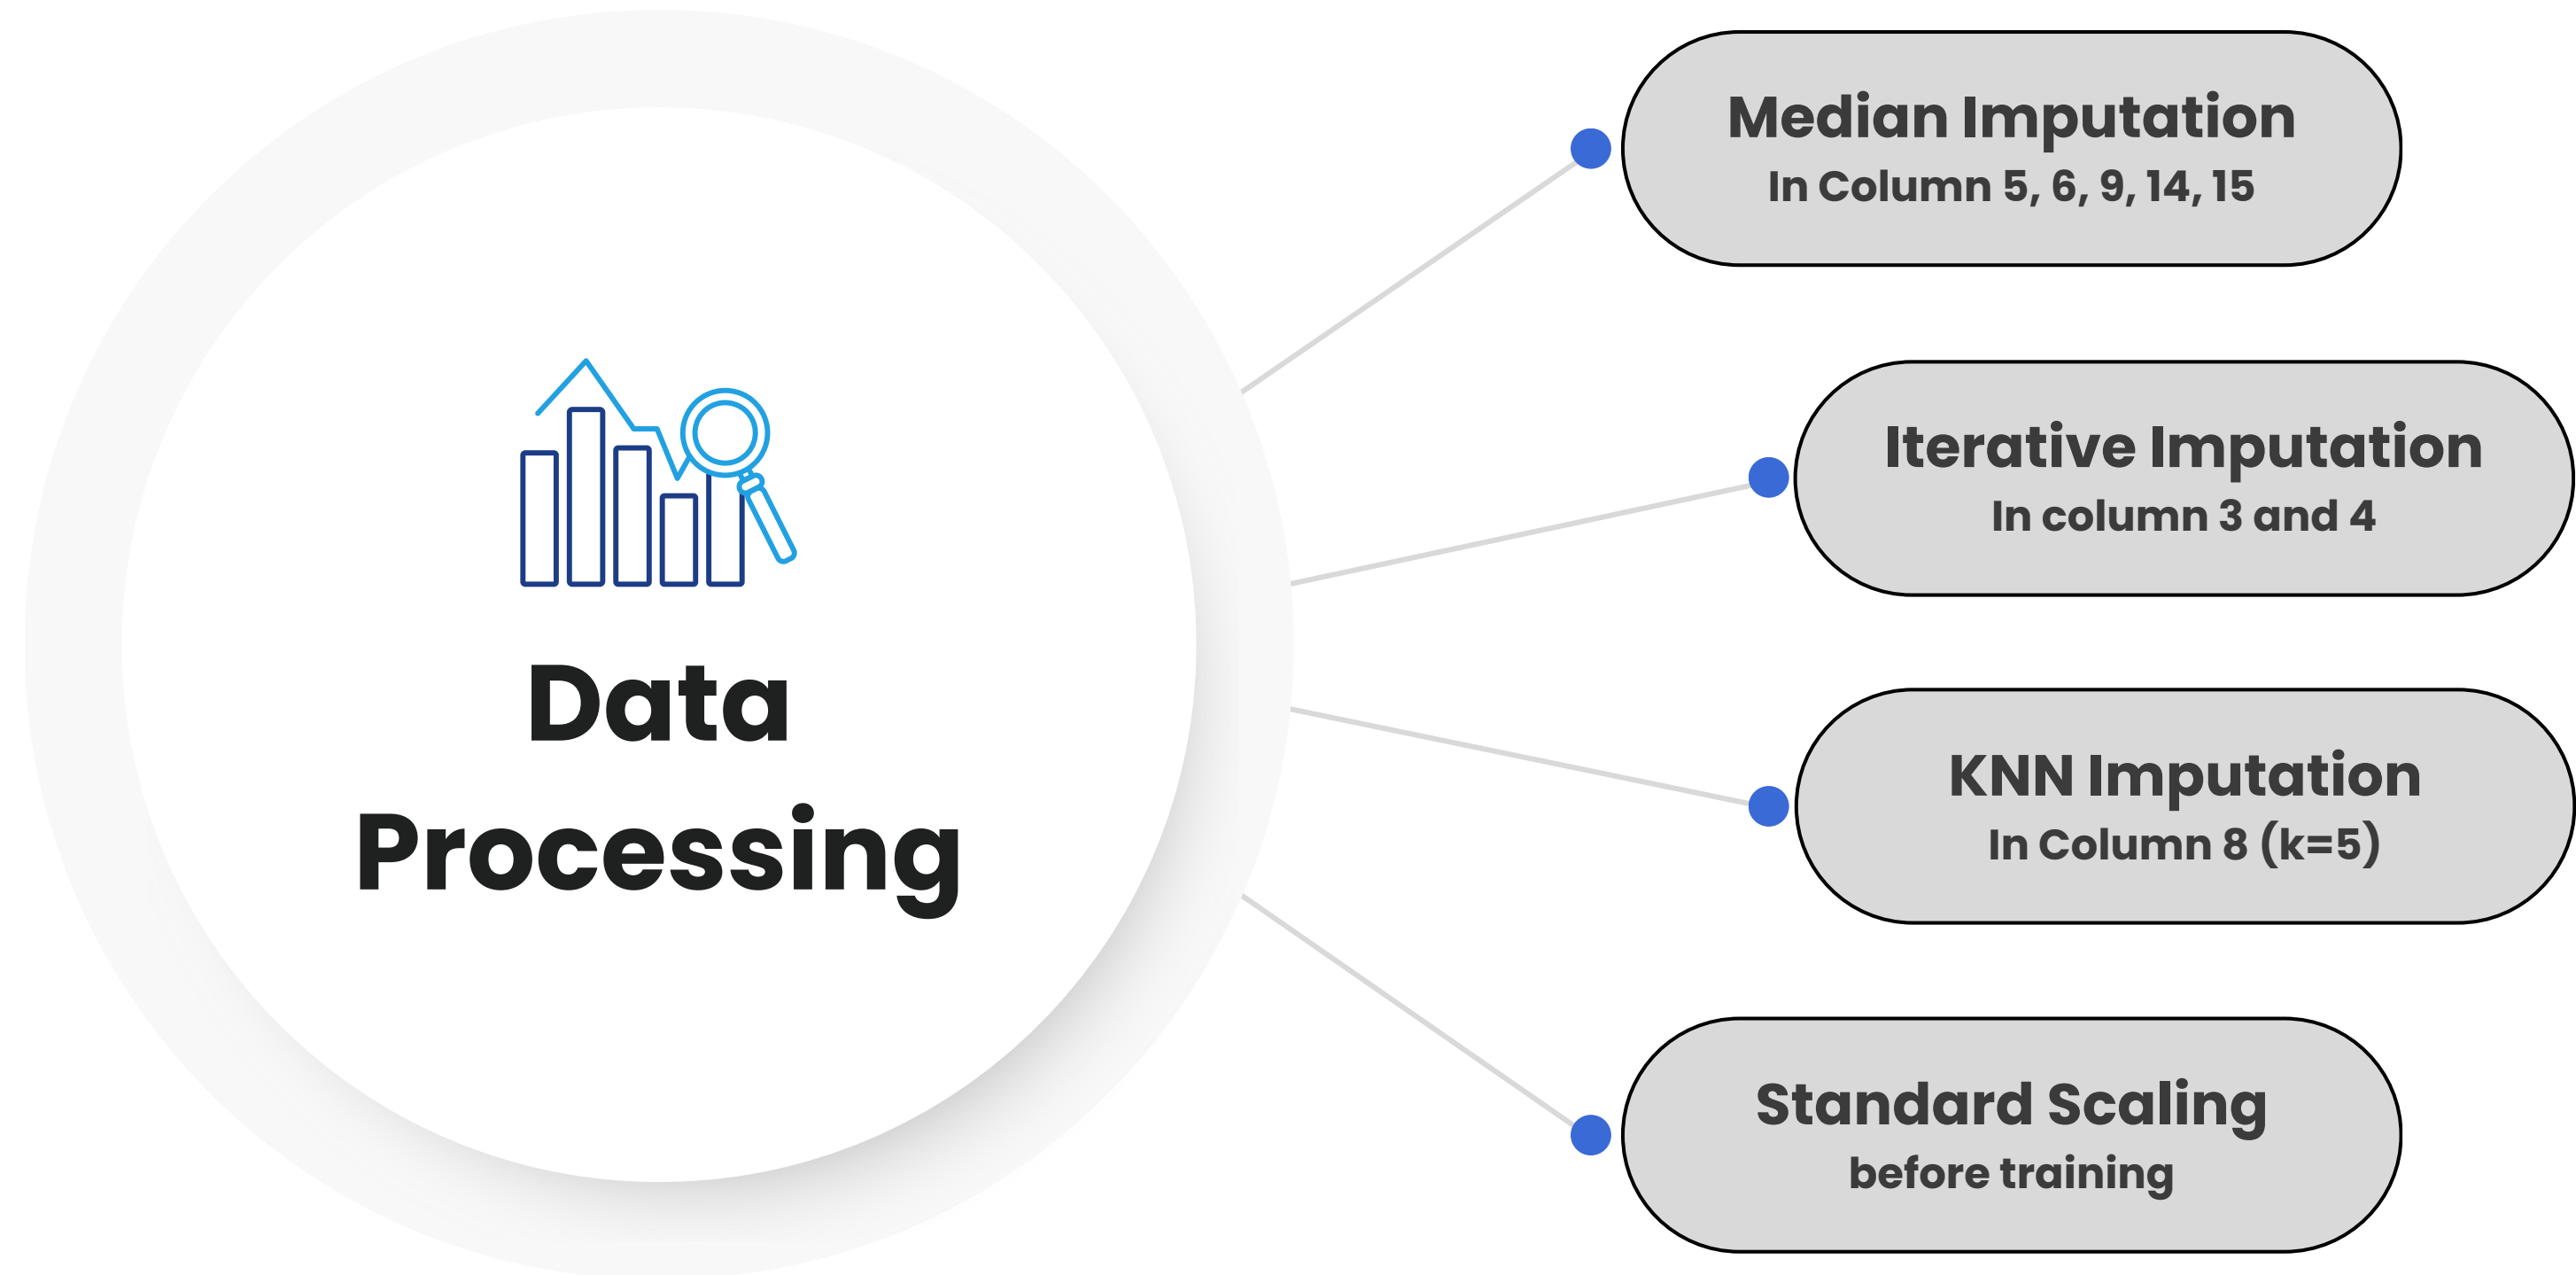 Data
Processing
Median Imputation
In Column 5, 6, 9, 14, 15
Iterative Imputation
In column 3 and 4
KNN Imputation
In Column 8 (k=5)
Standard Scaling
before training